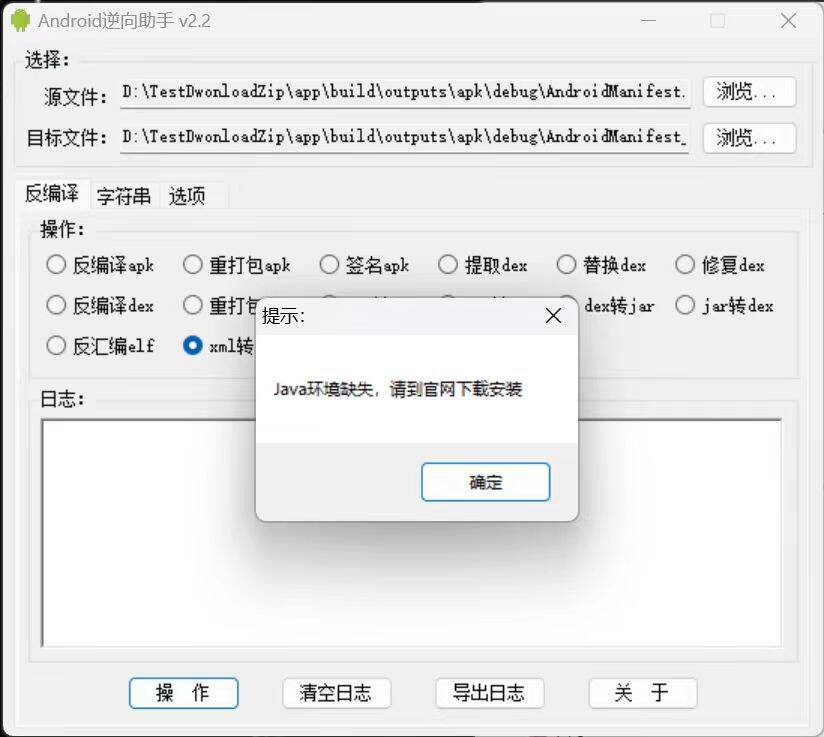 Android逆向助手 v2.2
选择:
源文件: D:\TestDwonloadZip\app\build\outputs\apk\debug\AndroidManifest. 浏览...
目标文件: D:\TestDwonloadZip\app\build\outputs\apk\debug\AndroidManifest_ 浏览...
反编译 字符串 选项
操作:
反编译apk 重打包apk 签名apk 提取dex 替换dex 修复dex
反编译dex 重打包 dex转jar jar转dex
反汇编elf xml转
提示:
Java环境缺失，请到官网下载安装
确定
日志:
操 作 清空日志 导出日志 关 于